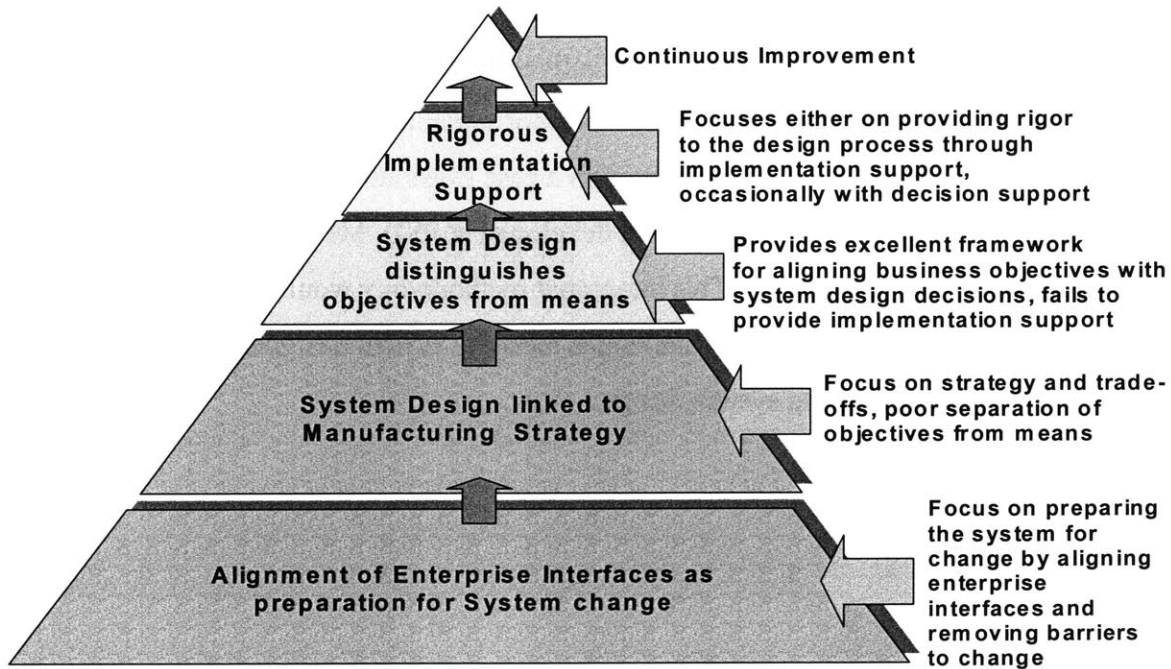 Continuous Improvement
Rigorous
Implementation
Support
Focuses either on providing rigor
to the design process through
implementation support,
occasionally with decision support
System Design
distinguishes
objectives from means
Provides excellent framework
for aligning business objectives with
system design decisions, fails to
provide implementation support
System Design linked to
Manufacturing Strategy
Focus on strategy and trade-
offs, poor separation of
objectives from means
Alignment of Enterprise Interfaces as
preparation for System change
Focus on preparing
the system for
change by aligning
enterprise
interfaces and
removing barriers
to change